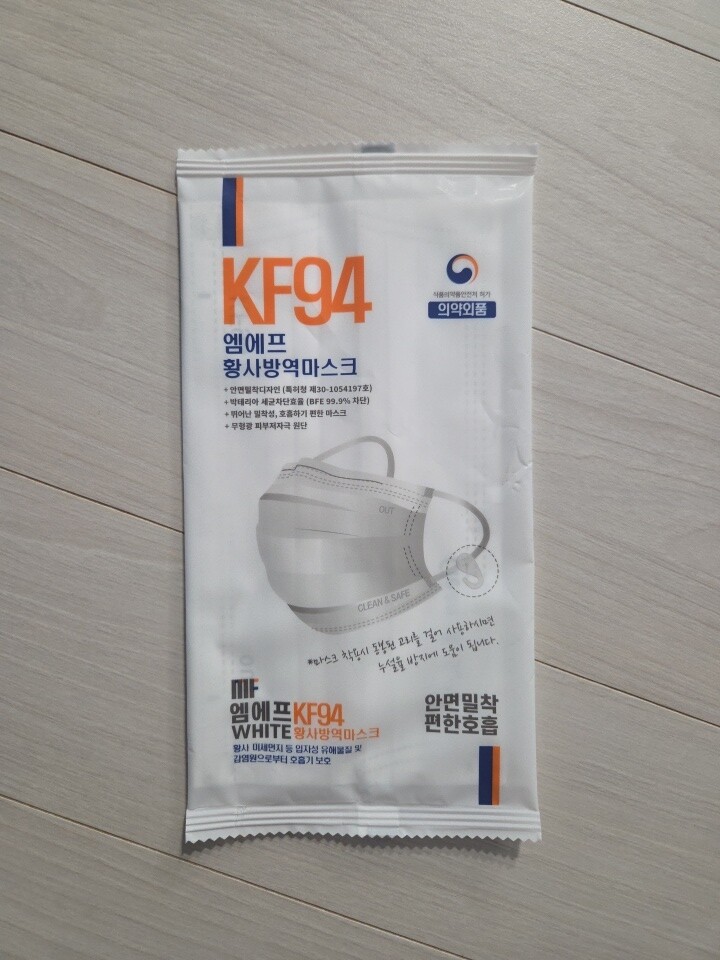 KF94
식품의약품안전처 허가
의약외품
엠에프
황사방역마스크
+ 안면밀착디자인 (특허청 제30-1054197호)
+ 박테라아 세균차단효율 (BFE 99.9% 차단)
+ 뛰어난 밀착성, 호흡하기 편한 마스크
+ 무형광 피부저자극 원단
OUT
CLEAN & SAFE
*마스크 착용시 동봉된 고리를 걸어 사용하시면
누설율 방지에 도움이 됩니다.
MF
엠에프 KF94
WHITE 황사방역마스크
황사 미세먼지 등 입자성 유해물질 및
감염원으로부터 호흡기 보호
안면밀착
편한호흡